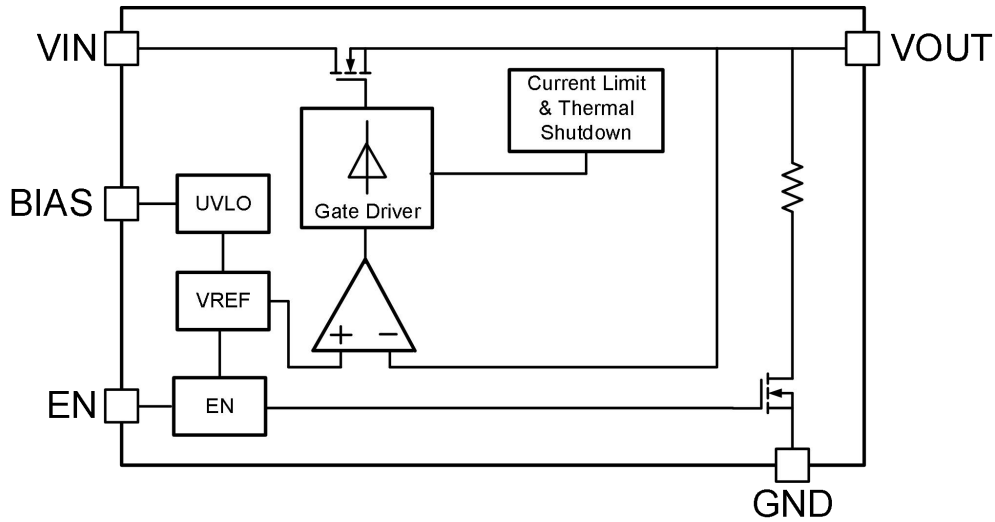 VIN
VOUT
Current Limit
& Thermal
Shutdown
BIAS
UVLO
Gate Driver
VREF
+
−
EN
EN
GND